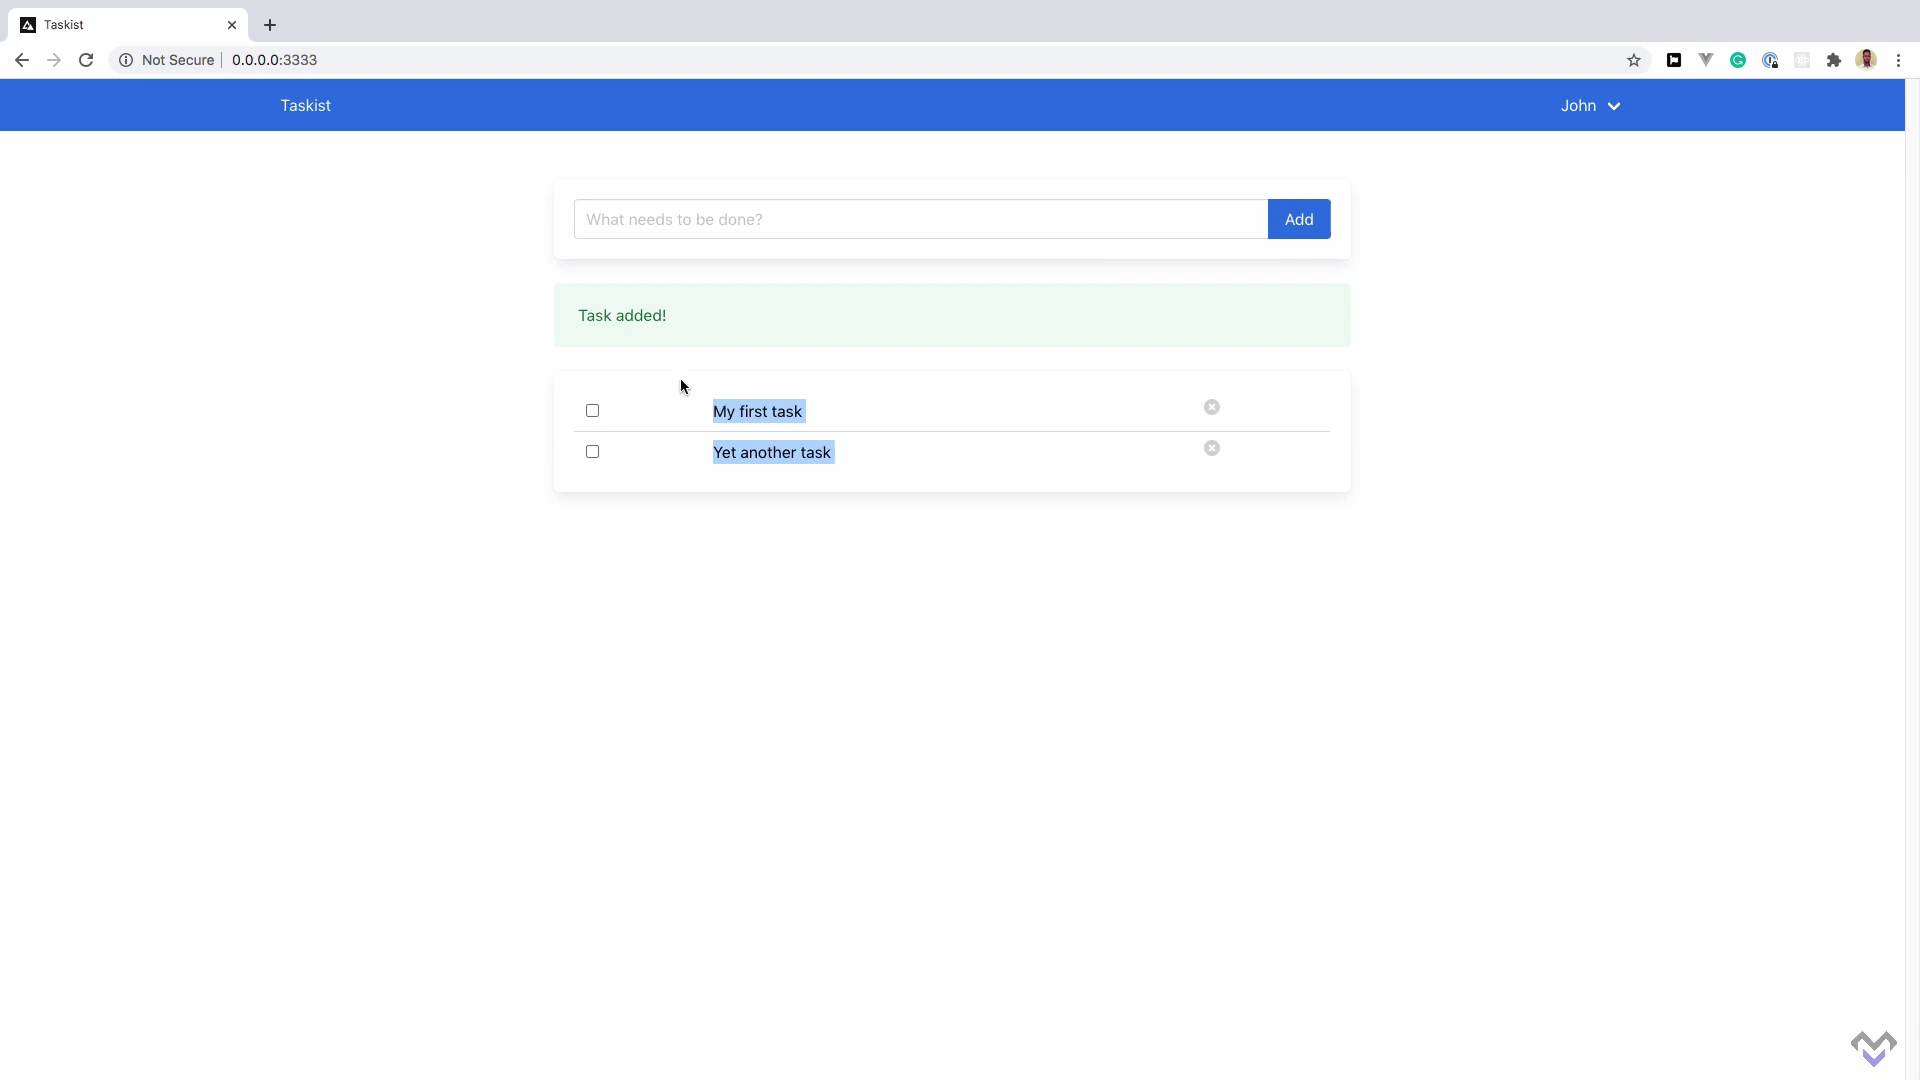 Taskist
Not Secure 0.0.0.0:3333
Taskist John
What needs to be done? Add
Task added!
My first task
Yet another task